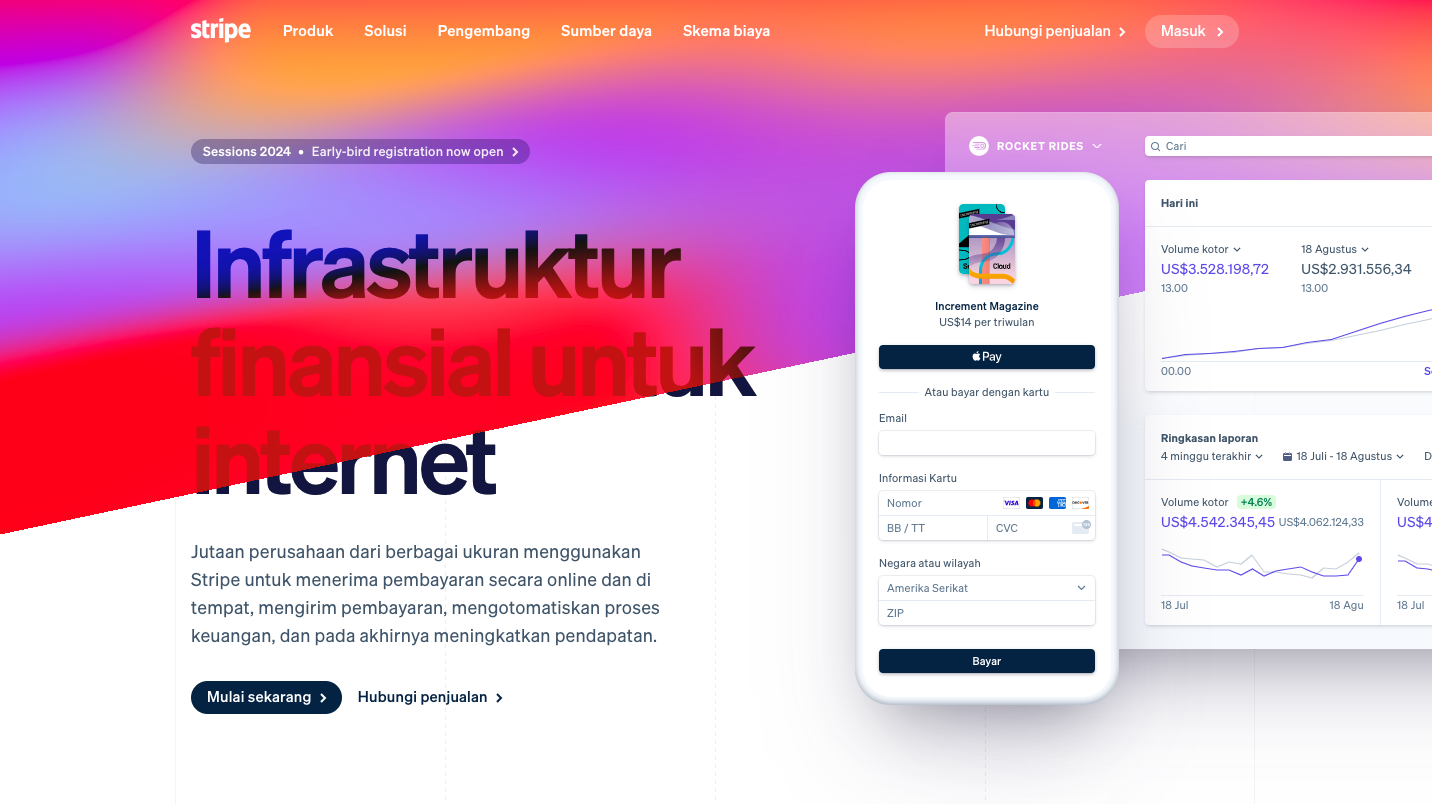 stripe
Produk
Solusi
Pengembang
Sumber daya
Skema biaya
Hubungi penjualan
Masuk
Sessions 2024 • Early-bird registration now open
Infrastruktur
finansial untuk
internet
Jutaan perusahaan dari berbagai ukuran menggunakan
Stripe untuk menerima pembayaran secara online dan di
tempat, mengirim pembayaran, mengotomatiskan proses
keuangan, dan pada akhirnya meningkatkan pendapatan.
Mulai sekarang
Hubungi penjualan
Cloud
Increment Magazine
US$14 per triwulan
Pay
Atau bayar dengan kartu
Email
Informasi Kartu
Nomor
VISA
DISCOVER
BB / TT
CVC
Negara atau wilayah
Amerika Serikat
ZIP
Bayar
ROCKET RIDES
Cari
Hari ini
Volume kotor
18 Agustus
US$3.528.198,72
US$2.931.556,34
13.00
13.00
00.00
Ringkasan laporan
4 minggu terakhir
18 Juli - 18 Agustus
D
Volume kotor
+4.6%
US$4.542.345,45
US$4.062.124,33
18 Jul
18 Agu
Volume
US$4
18 Jul